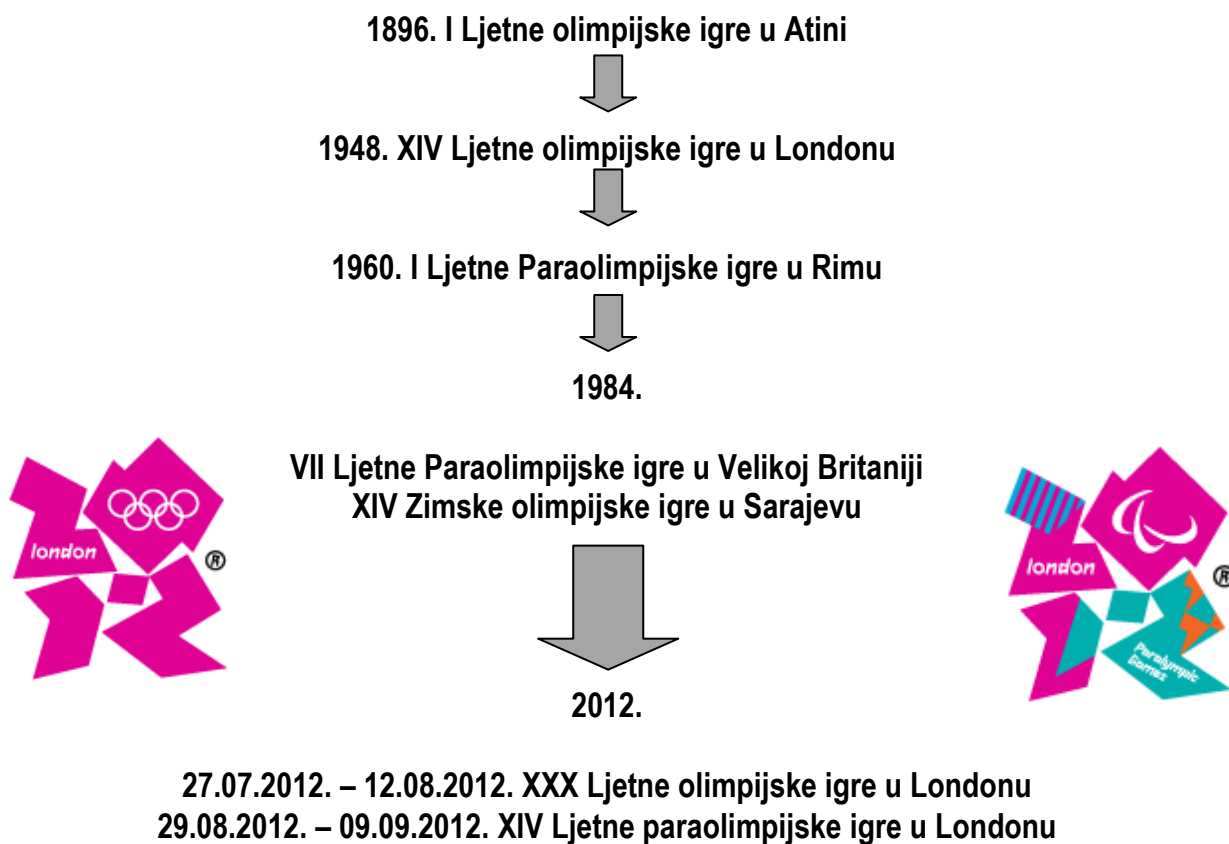 1896. I Ljetne olimpijske igre u Atini
1948. XIV Ljetne olimpijske igre u Londonu
1960. I Ljetne Paraolimpijske igre u Rimu
1984.
VII Ljetne Paraolimpijske igre u Velikoj Britaniji
XIV Zimske olimpijske igre u Sarajevu
london
®
london
®
Paralympic
Games
2012.
27.07.2012. – 12.08.2012. XXX Ljetne olimpijske igre u Londonu
29.08.2012. – 09.09.2012. XIV Ljetne paraolimpijske igre u Londonu